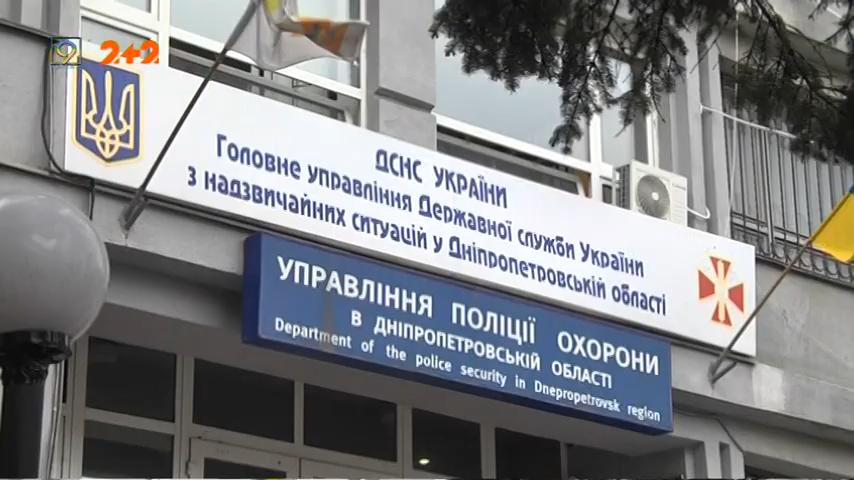 9 2+2
ДСНС УКРАЇНИ
Головне управління Державної служби України
з надзвичайних ситуацій у Дніпропетровській області
УПРАВЛІННЯ ПОЛІЦІЇ ОХОРОНИ
В ДНІПРОПЕТРОВСЬКІЙ ОБЛАСТІ
Department of the police security in Dnepropetrovsk region